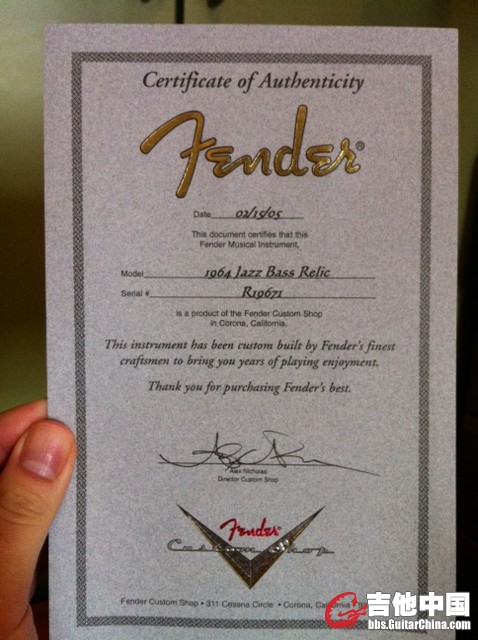 Certificate of Authenticity
Fender®
Date 02/15/05
This document certifies that this
Fender Musical Instrument,
Model 1964 Jazz Bass Relic
Serial # R19671
is a product of the Fender Custom Shop
in Corona, California.
This instrument has been custom built by Fender's finest
craftsmen to bring you years of playing enjoyment.
Thank you for purchasing Fender's best.
Alex Nicholas
Director Custom Shop
Fender
Custom Shop
Fender Custom Shop • 311 Cessna Circle • Corona, California •
吉他中国
bbs.GuitarChina.com